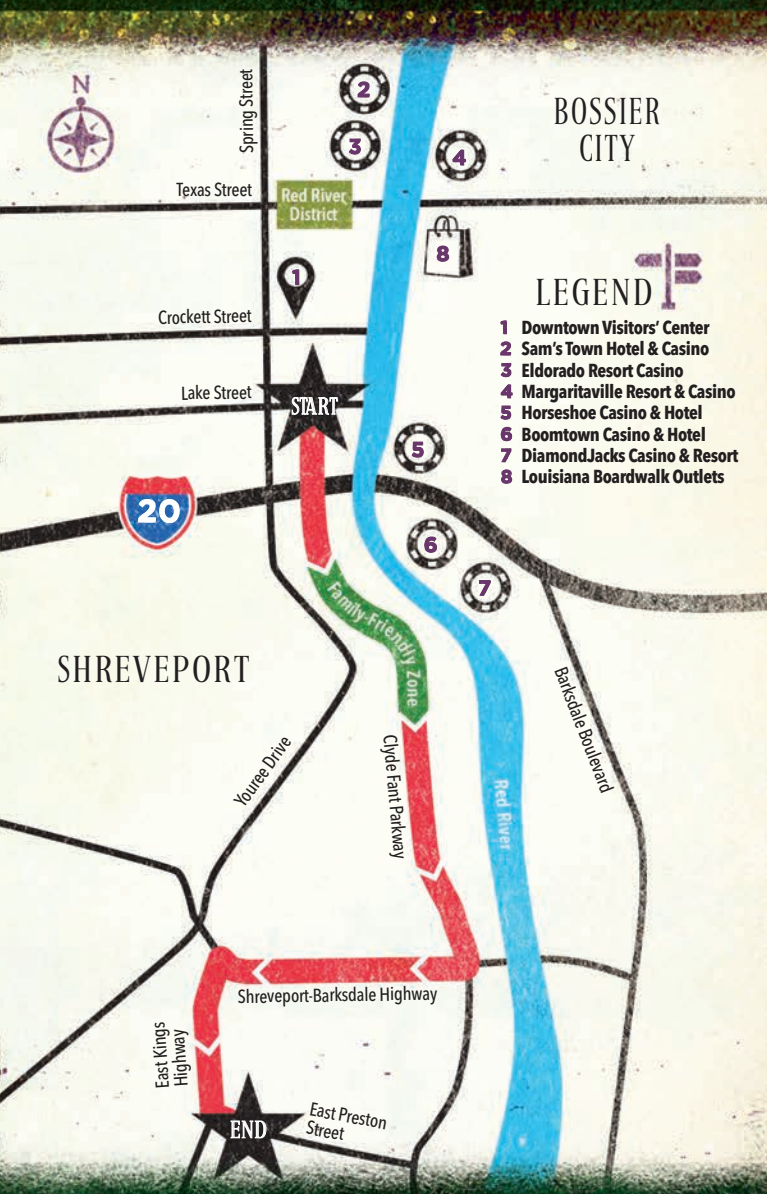 N
Spring Street
2
3
4
BOSSIER
CITY
Texas Street
Red River
District
8
1
Crockett Street
LEGEND
1 Downtown Visitors' Center
2 Sam's Town Hotel & Casino
3 Eldorado Resort Casino
4 Margaritaville Resort & Casino
5 Horseshoe Casino & Hotel
6 Boomtown Casino & Hotel
7 DiamondJacks Casino & Resort
8 Louisiana Boardwalk Outlets
Lake Street
START
5
20
6
7
Family-Friendly Zone
SHREVEPORT
Barksdale Boulevard
Youree Drive
Clyde Fant Parkway
Red River
Shreveport-Barksdale Highway
East Kings
Highway
END
East Preston
Street